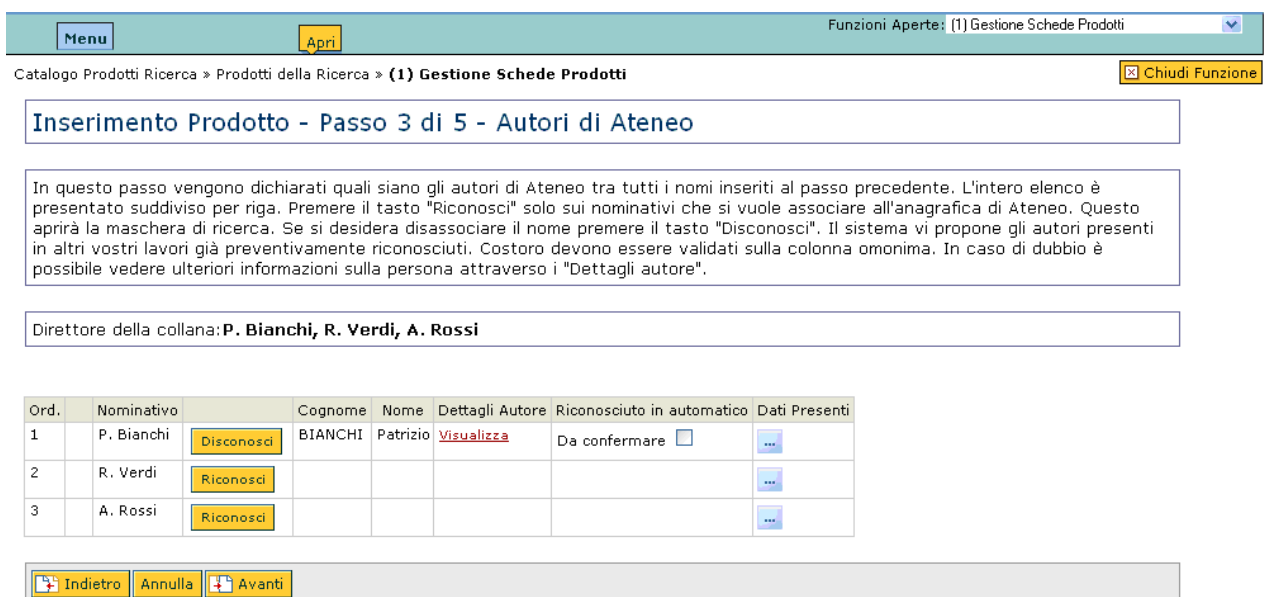 Menu Apri Funzioni Aperte: (1) Gestione Schede Prodotti
Catalogo Prodotti Ricerca » Prodotti della Ricerca » (1) Gestione Schede Prodotti Chiudi Funzione
Inserimento Prodotto - Passo 3 di 5 - Autori di Ateneo
In questo passo vengono dichiarati quali siano gli autori di Ateneo tra tutti i nomi inseriti al passo precedente. L'intero elenco è
presentato suddiviso per riga. Premere il tasto "Riconosci" solo sui nominativi che si vuole associare all'anagrafica di Ateneo. Questo
aprirà la maschera di ricerca. Se si desidera disassociare il nome premere il tasto "Disconosci". Il sistema vi propone gli autori presenti
in altri vostri lavori già preventivamente riconosciuti. Costoro devono essere validati sulla colonna omonima. In caso di dubbio è
possibile vedere ulteriori informazioni sulla persona attraverso i "Dettagli autore".
Direttore della collana: P. Bianchi, R. Verdi, A. Rossi
Ord. Nominativo Cognome Nome Dettagli Autore Riconosciuto in automatico Dati Presenti
1 P. Bianchi Disconosci BIANCHI Patrizio Visualizza Da confermare ...
2 R. Verdi Riconosci ...
3 A. Rossi Riconosci ...
Indietro Annulla Avanti